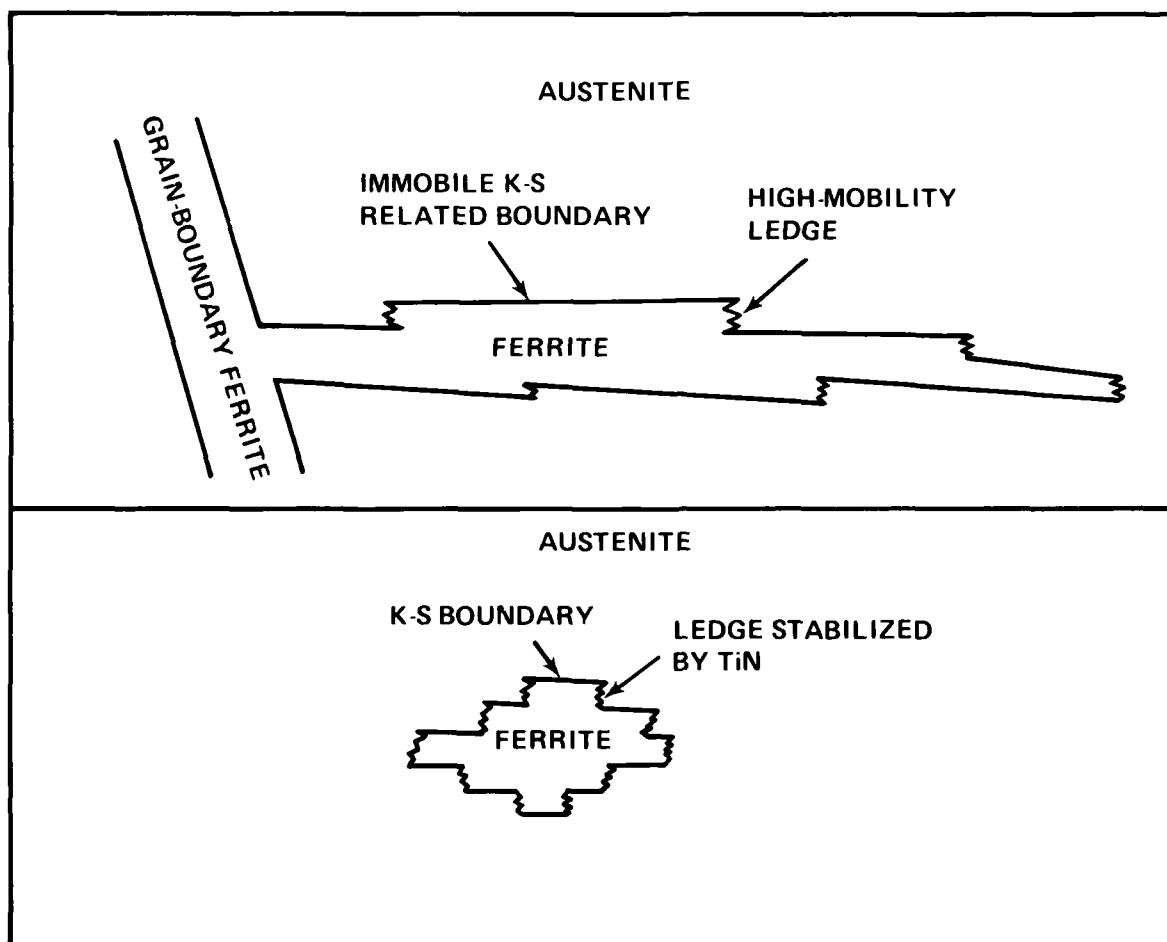 AUSTENITE
GRAIN-BOUNDARY FERRITE
IMMOBILE K-S
RELATED BOUNDARY
HIGH-MOBILITY
LEDGE
FERRITE
AUSTENITE
K-S BOUNDARY
LEDGE STABILIZED
BY TiN
FERRITE